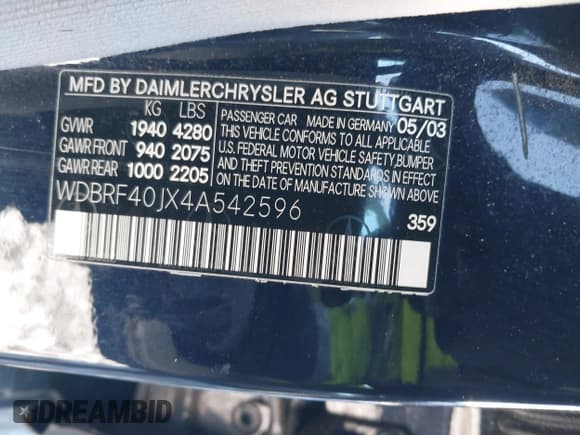 MFD BY DAIMLERCHRYSLER AG STUTTGART
KG LBS
GVWR 1940 4280
GAWR FRONT 940 2075
GAWR REAR 1000 2205
PASSENGER CAR MADE IN GERMANY 05/03
THIS VEHICLE CONFORMS TO ALL APPLICABLE
U.S. FEDERAL MOTOR VEHICLE SAFETY,BUMPER
AND THEFT PREVENTION STANDARDS IN EFFECT
ON THE DATE OF MANUFACTURE SHOWN ABOVE
WDBRF40JX4A542596
359
DREAMBID